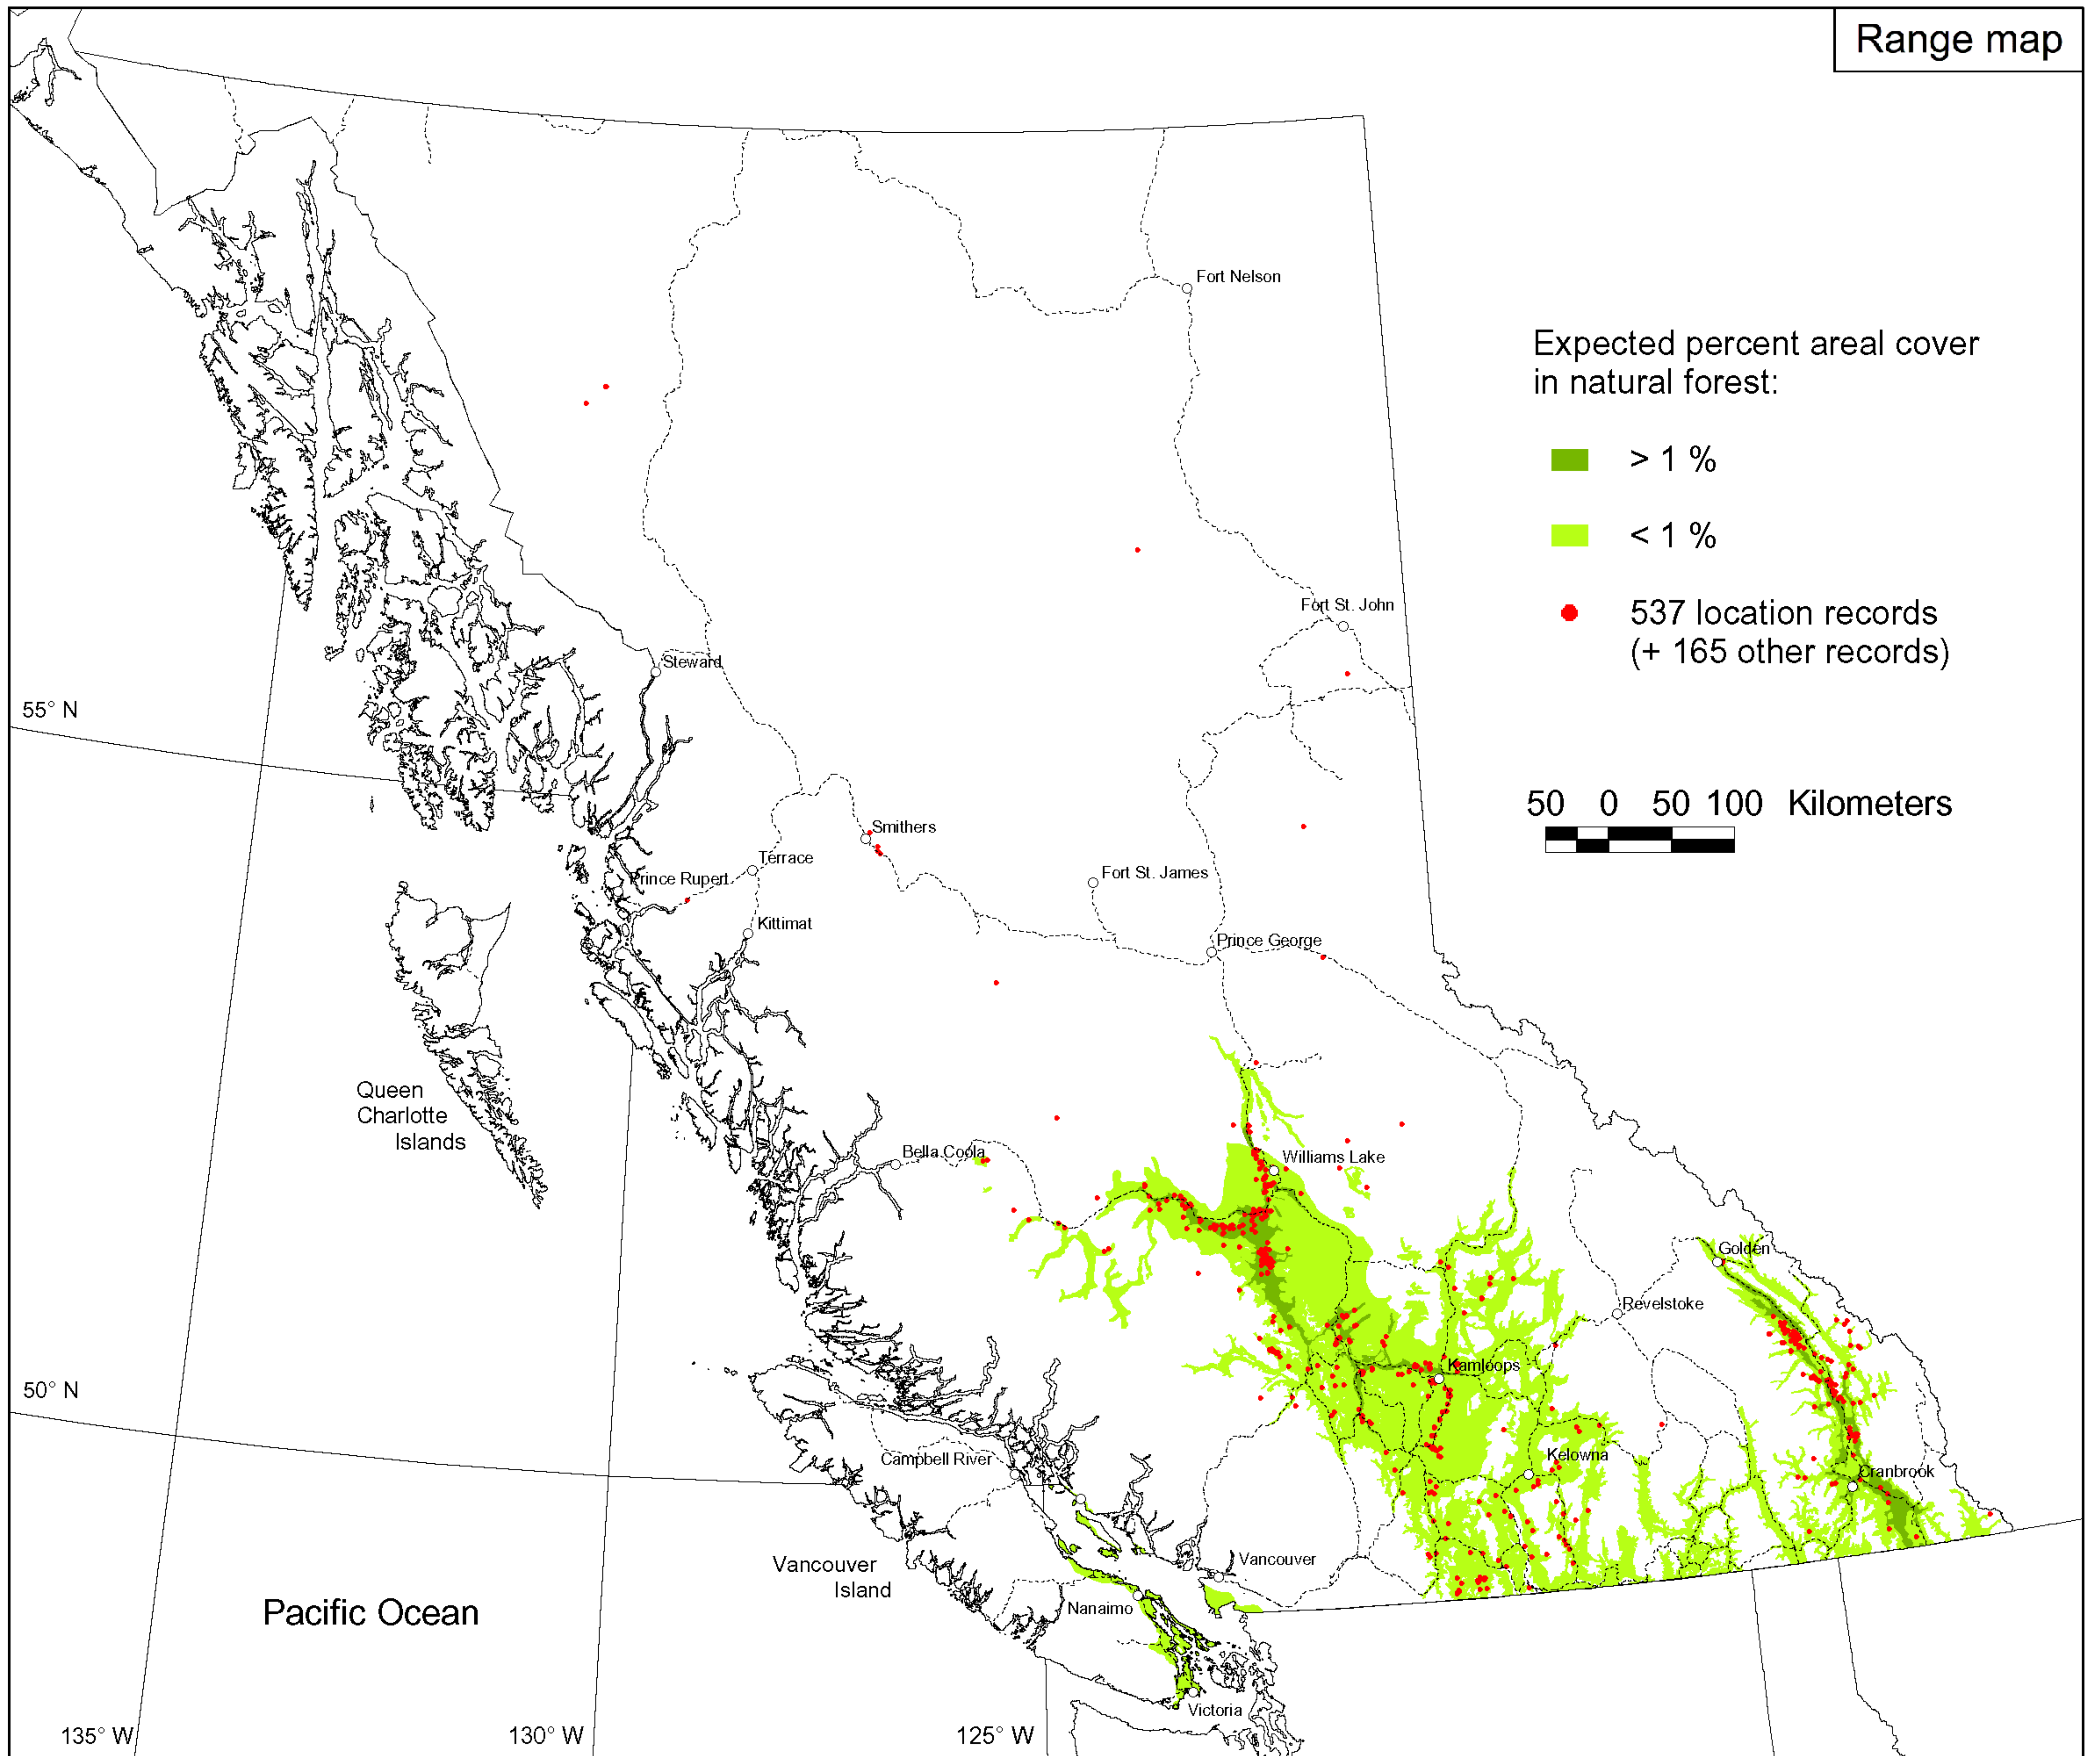 Range map
Fort Nelson
Expected percent areal cover
in natural forest:
> 1 %
< 1 %
Fort St. John
537 location records
(+ 165 other records)
Steward
55° N
50 0 50 100 Kilometers
Smithers
Terrace
Fort St. James
Prince Rupert
Kittimat
Prince George
Queen
Charlotte
Islands
Bella Coola
Williams Lake
Golden
Revelstoke
Kamloops
50° N
Campbell River
Kelowna
Cranbrook
Vancouver
Island
Vancouver
Nanaimo
Pacific Ocean
Victoria
135° W
130° W
125° W